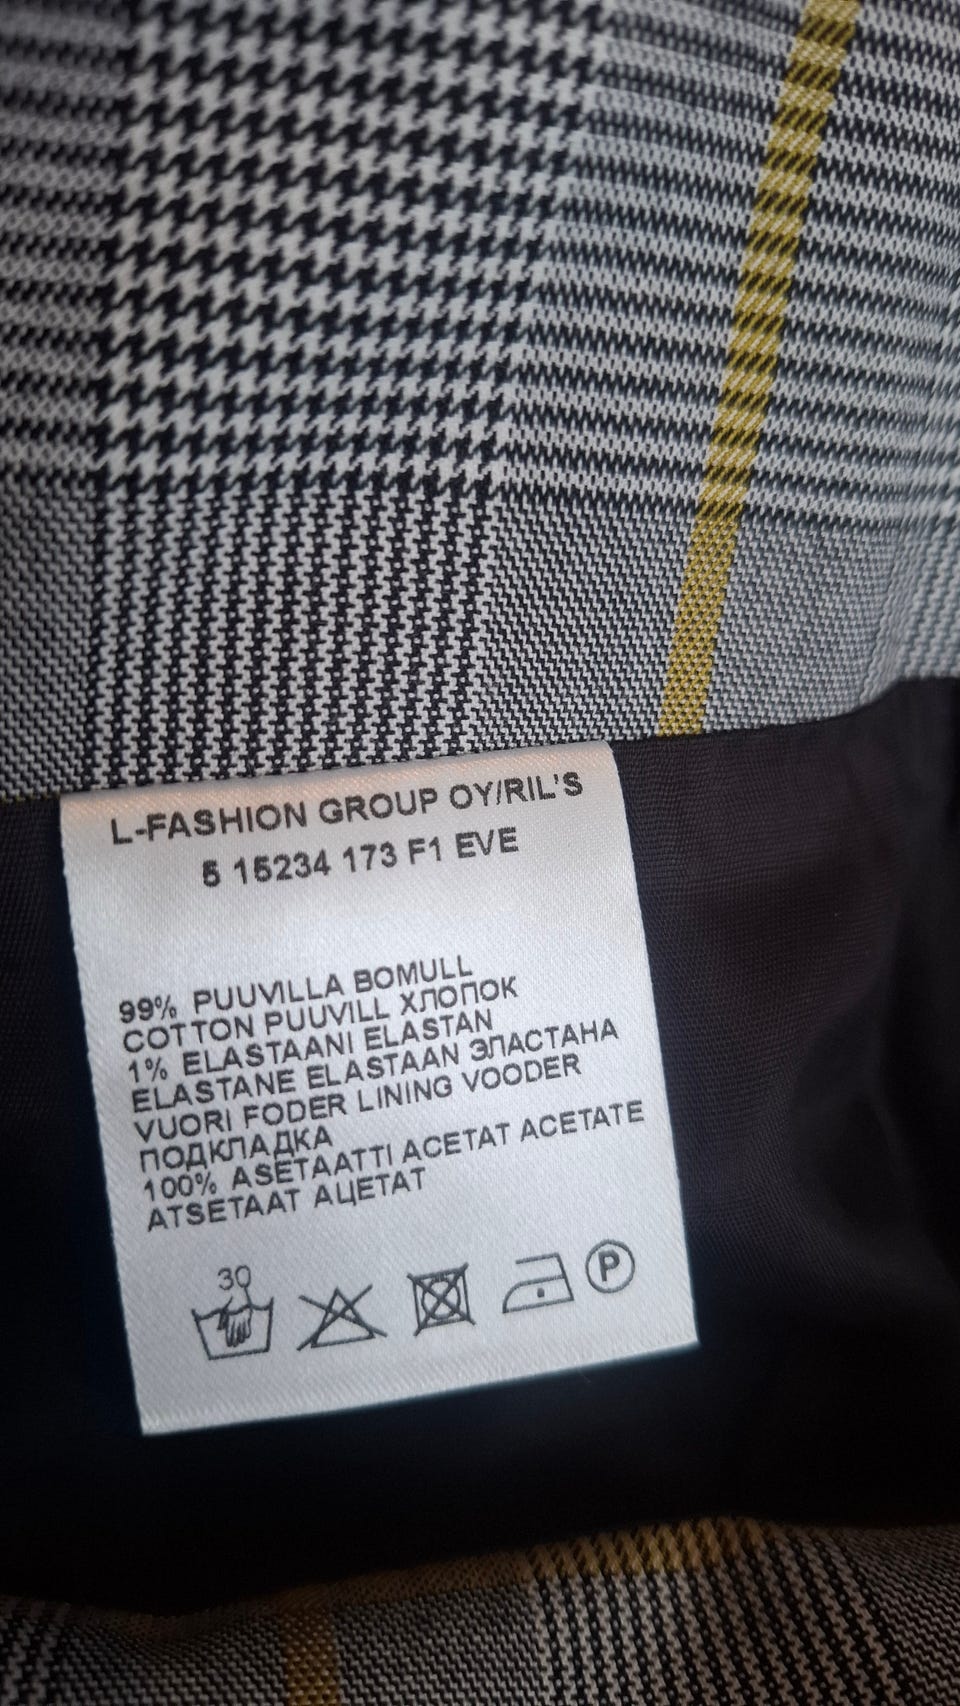 L-FASHION GROUP OY/RIL'S
5 15234 173 F1 EVE
99% PUUVILLA BOMULL
COTTON PUUVILL ХЛОПОК
1% ELASTAANI ELASTAN
ELASTANE ELASTAAN ЭЛАСТАНА
VUORI FODER LINING VOODER
ПОДКЛАДКА
100% ASETAATTI ACETAT ACETATE
ATSETAAT АЦЕТАТ
30
P